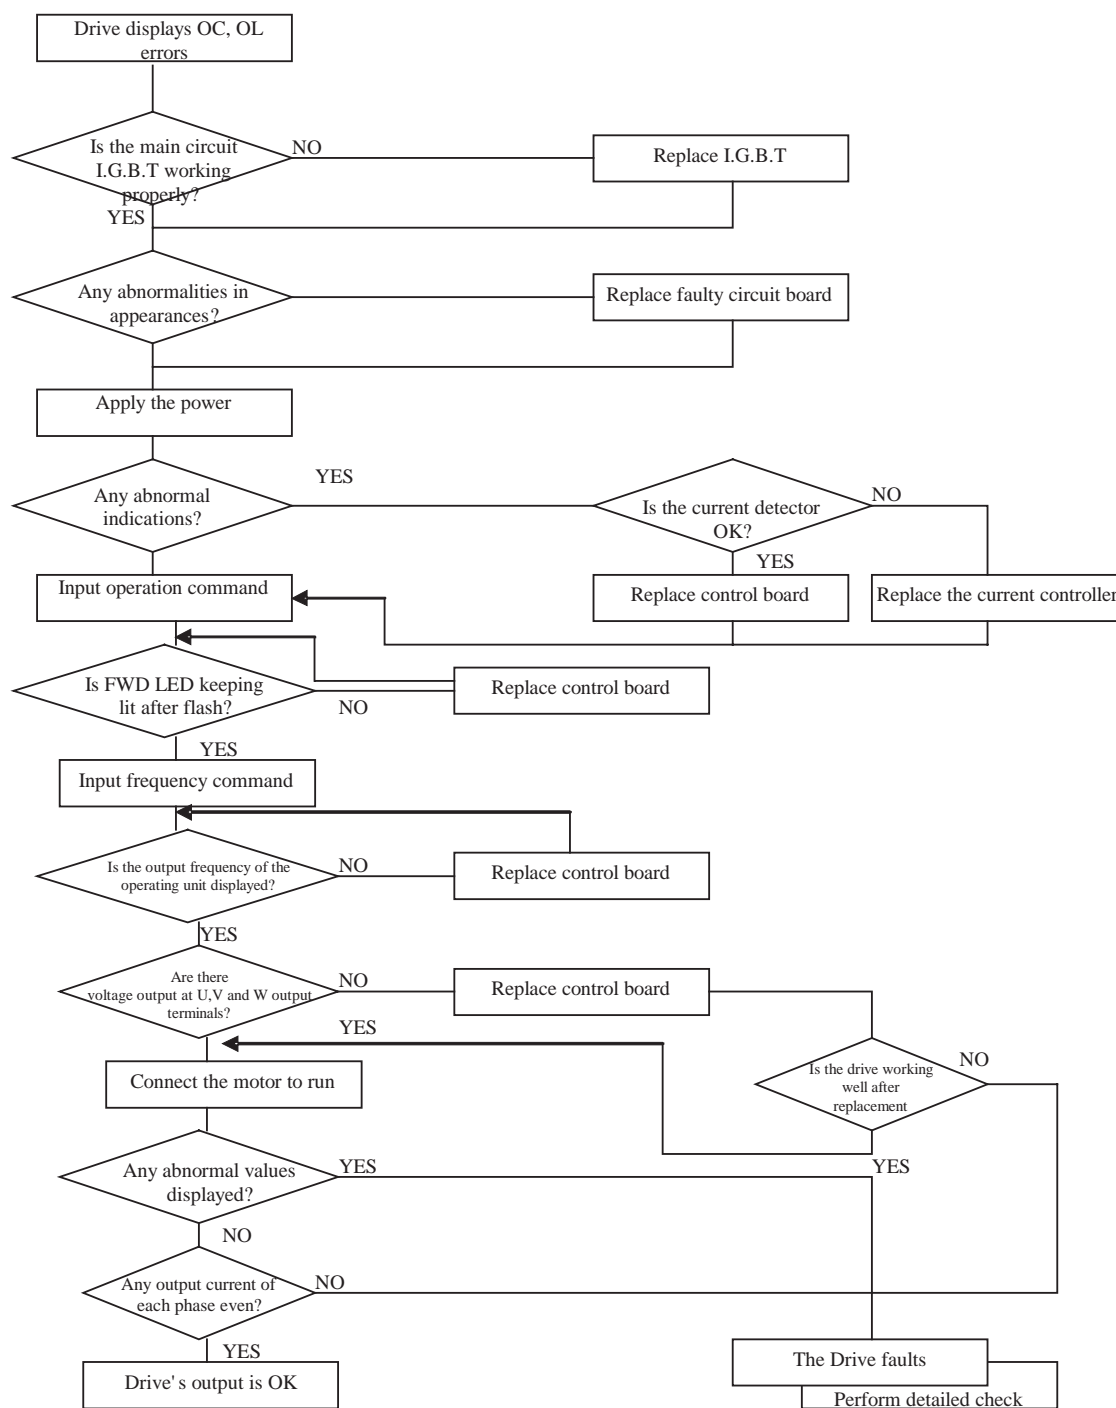 Drive displays OC, OL
errors
Is the main circuit
I.G.B.T working
properly?
NO
Replace I.G.B.T
YES
Any abnormalities in
appearances?
Replace faulty circuit board
Apply the power
Any abnormal
indications?
YES
Is the current detector
OK?
NO
YES
Input operation command
Replace control board
Replace the current controller
Is FWD LED keeping
lit after flash?
NO
Replace control board
YES
Input frequency command
Is the output frequency of the
operating unit displayed?
NO
Replace control board
YES
Are there
voltage output at U,V and W output
terminals?
NO
Replace control board
YES
Is the drive working
well after
replacement
NO
Connect the motor to run
YES
Any abnormal values
displayed?
YES
NO
Any output current of
each phase even?
NO
YES
Drive's output is OK
The Drive faults
Perform detailed check